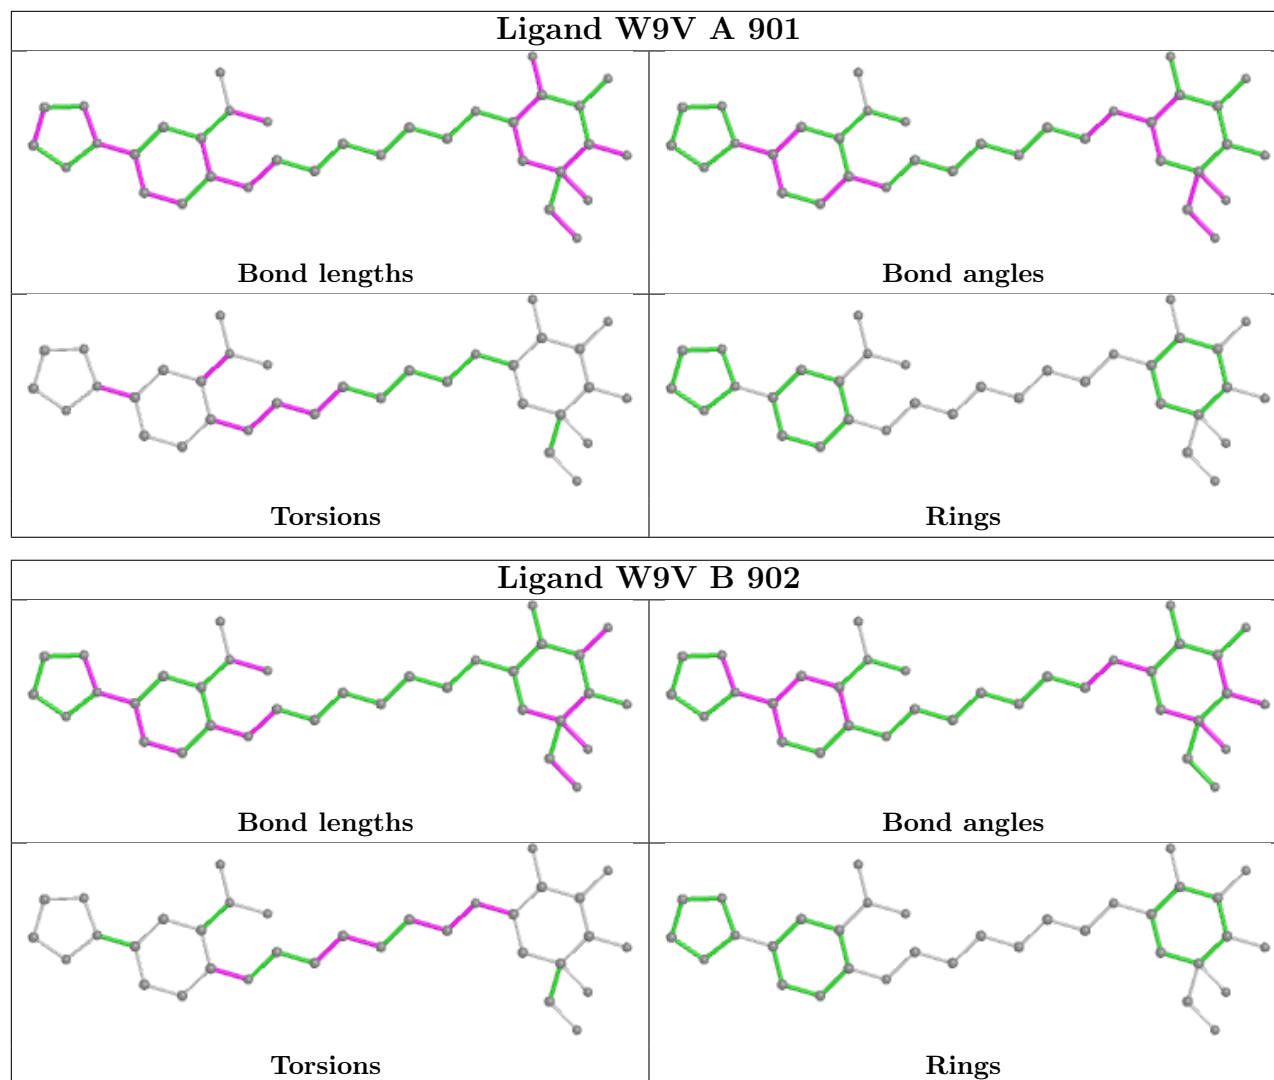 Ligand W9V A 901
Bond lengths
Bond angles
Torsions
Rings
Ligand W9V B 902
Bond lengths
Bond angles
Torsions
Rings